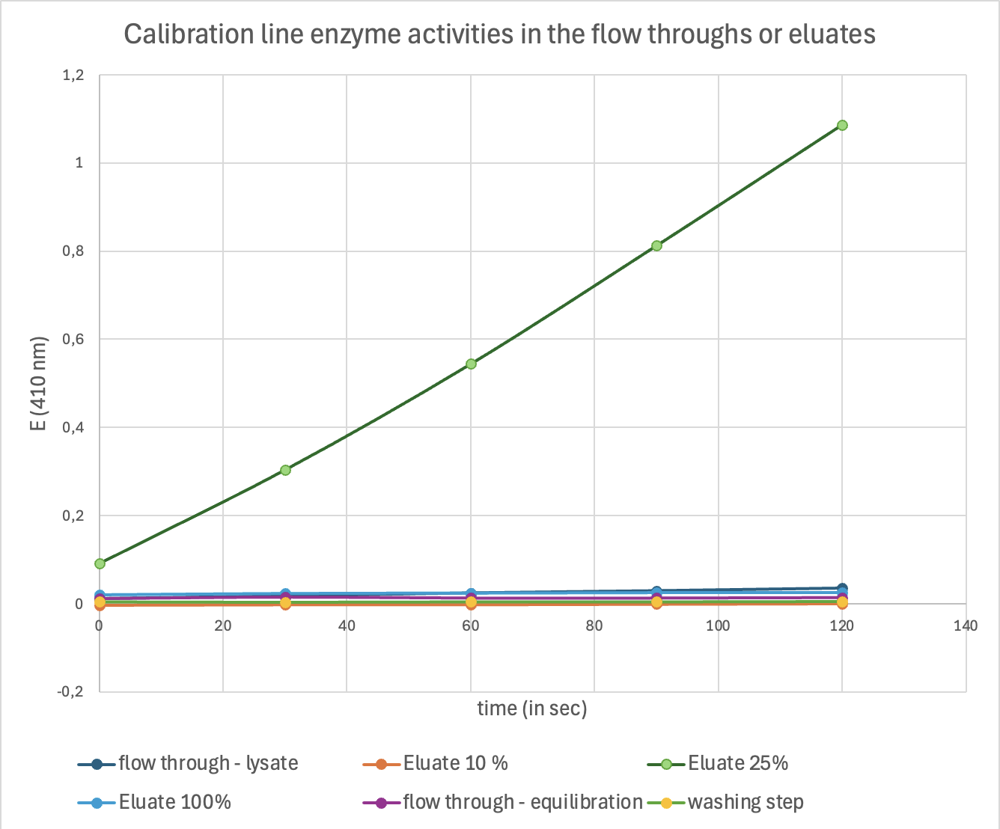 Calibration line enzyme activities in the flow throughs or eluates
1,2
1
0,8
0,6
0,4
0,2
0
-0,2
E (410 nm)
0 20 40 60 80 100 120 140
time (in sec)
flow through - lysate Eluate 10 % Eluate 25%
Eluate 100% flow through - equilibration washing step